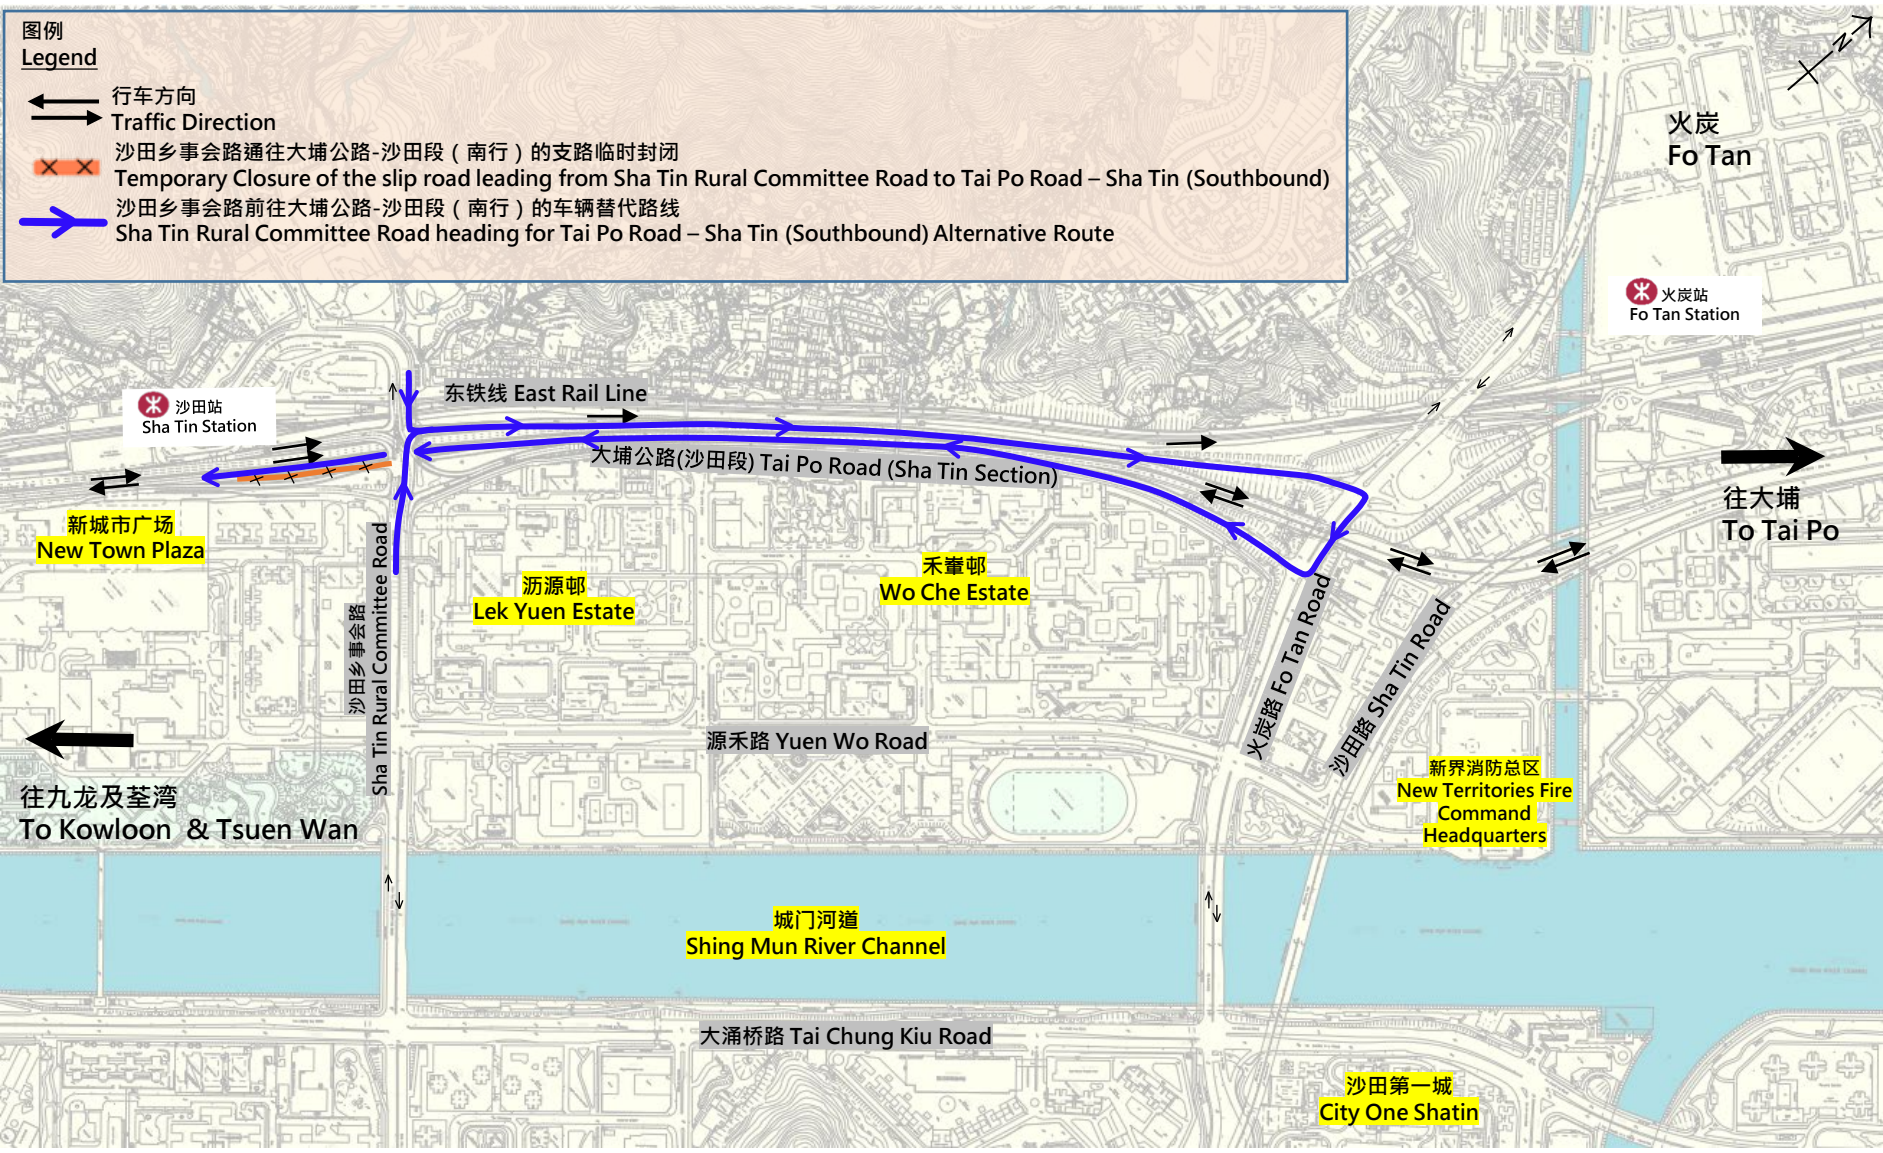 图例
Legend
行车方向
Traffic Direction
沙田乡事会路通往大埔公路-沙田段（南行）的支路临时封闭
Temporary Closure of the slip road leading from Sha Tin Rural Committee Road to Tai Po Road – Sha Tin (Southbound)
沙田乡事会路前往大埔公路-沙田段（南行）的车辆替代路线
Sha Tin Rural Committee Road heading for Tai Po Road – Sha Tin (Southbound) Alternative Route
N
火炭
Fo Tan
火炭站
Fo Tan Station
沙田站
Sha Tin Station
东铁线 East Rail Line
大埔公路(沙田段) Tai Po Road (Sha Tin Section)
往大埔
To Tai Po
新城市广场
New Town Plaza
沥源邨
Lek Yuen Estate
禾輋邨
Wo Che Estate
沙田乡事会路
Sha Tin Rural Committee Road
火炭路 Fo Tan Road
沙田路 Sha Tin Road
源禾路 Yuen Wo Road
往九龙及荃湾
To Kowloon & Tsuen Wan
新界消防总区
New Territories Fire
Command
Headquarters
城门河道
Shing Mun River Channel
大涌桥路 Tai Chung Kiu Road
沙田第一城
City One Shatin